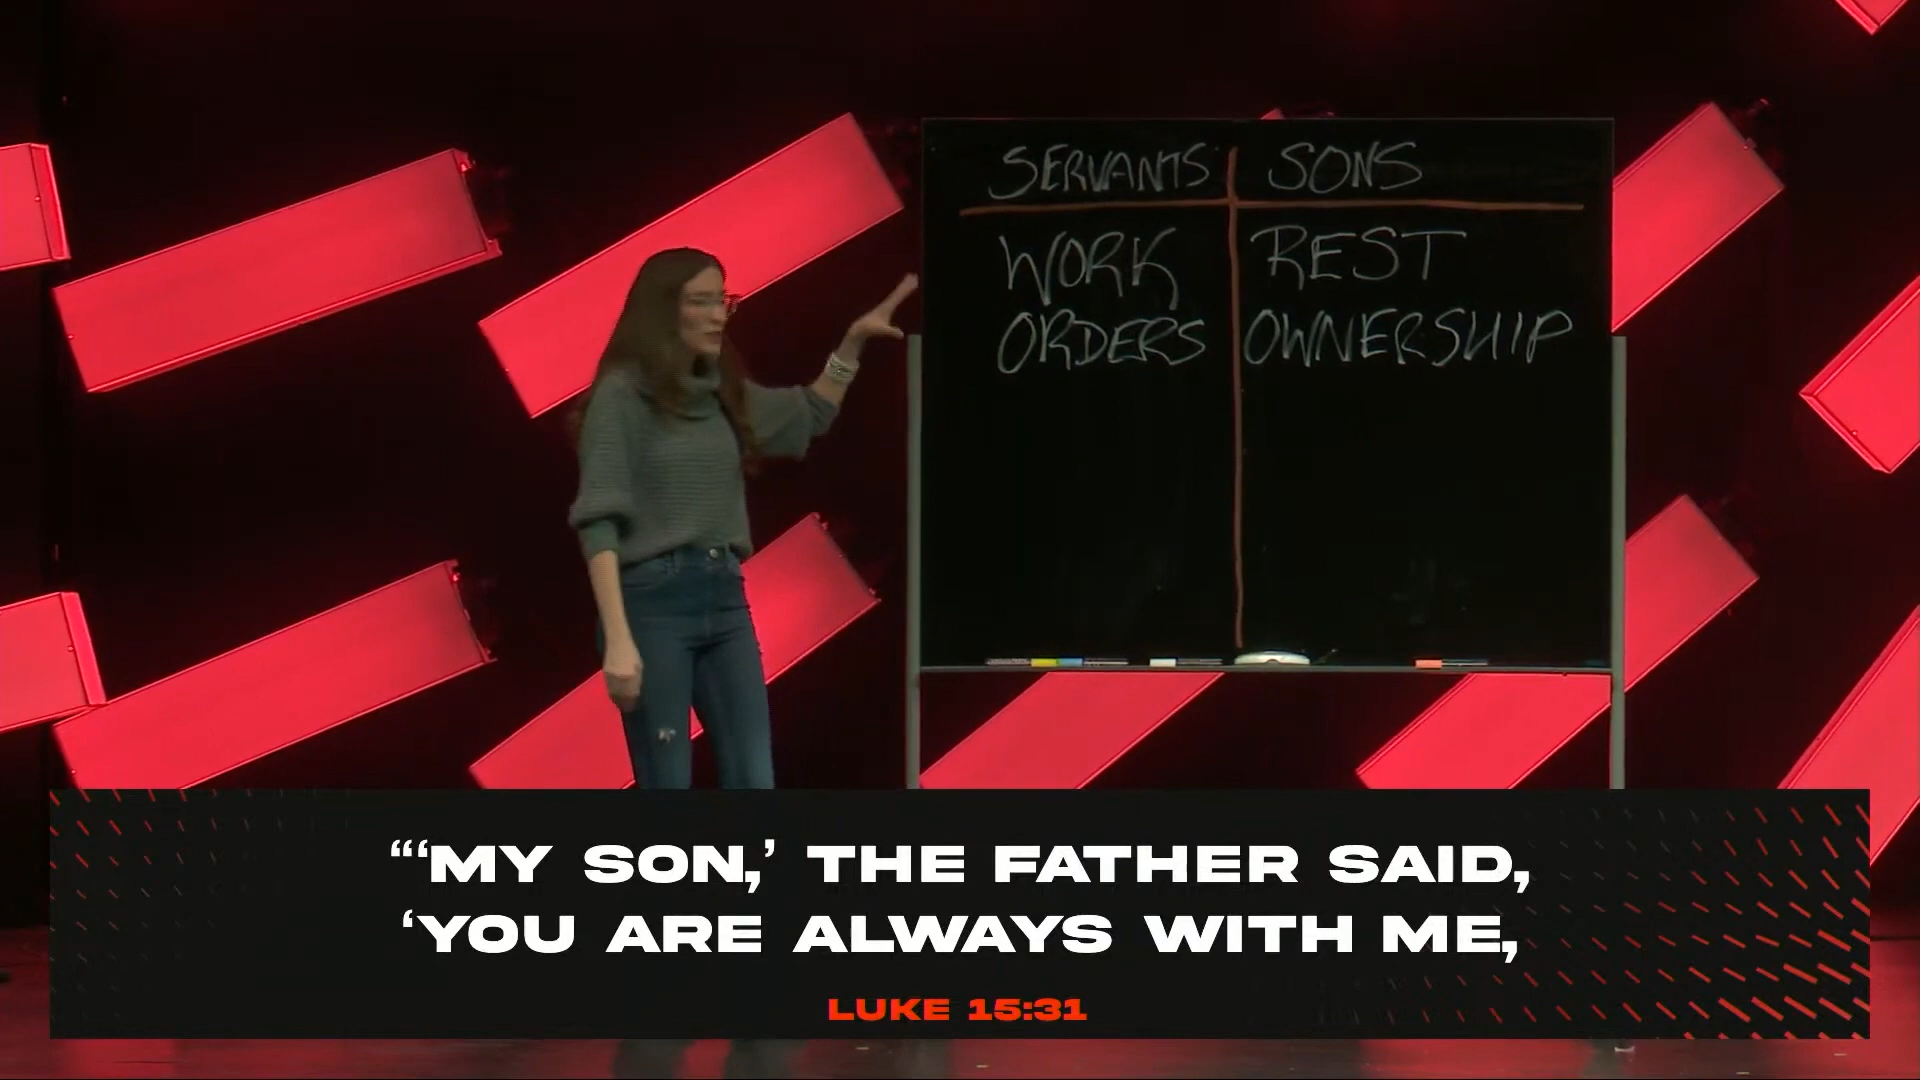 SERVANTS SONS
WORK REST
ORDERS OWNERSHIP
“‘MY SON,’ THE FATHER SAID,
‘YOU ARE ALWAYS WITH ME,
LUKE 15:31